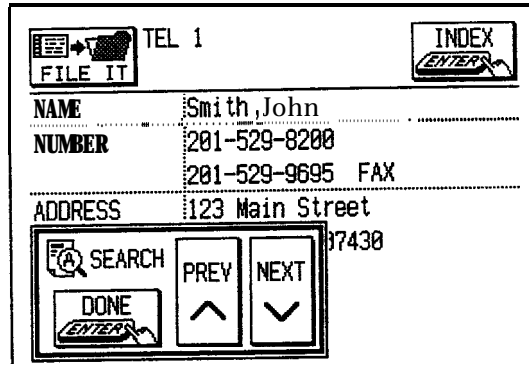 TEL 1
FILE IT
INDEX
ENTER
NAME Smith,John
NUMBER 201-529-8200
201-529-9695 FAX
ADDRESS 123 Main Street
07430
SEARCH
PREV
NEXT
DONE
ENTER